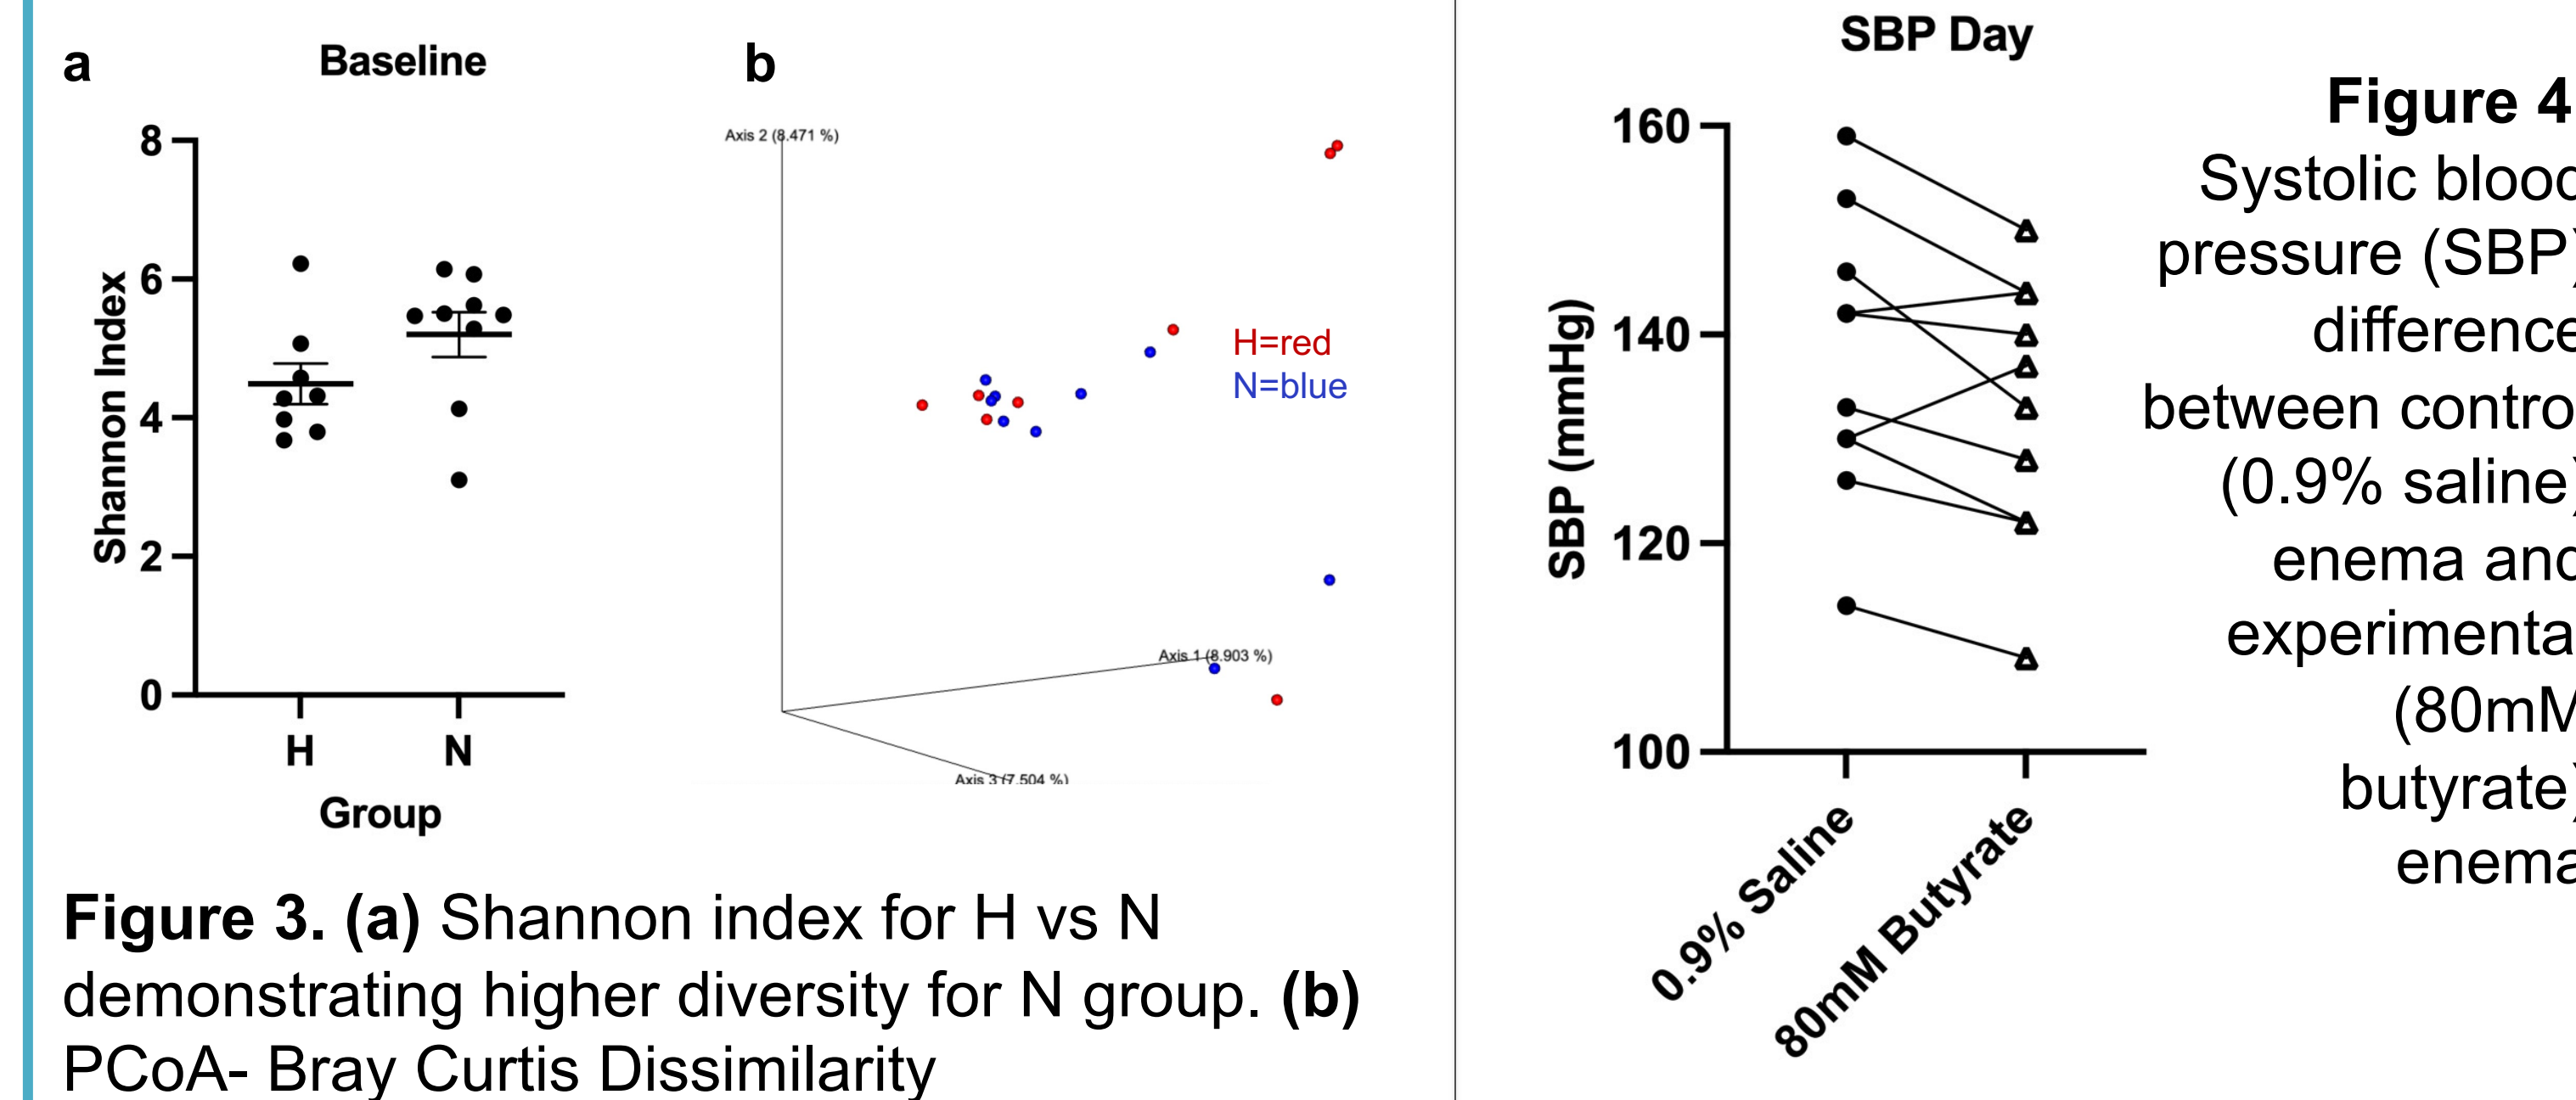 a
Baseline
8
6
4
2
0
Shannon Index
H
N
Group
b
Axis 2 (8.471 %)
H=red
N=blue
Axis 1 (8.903 %)
Axis 3 (7.504 %)
Figure 3. (a) Shannon index for H vs N
demonstrating higher diversity for N group. (b)
PCoA- Bray Curtis Dissimilarity
SBP Day
160
140
120
100
SBP (mmHg)
0.9% Saline
80mM Butyrate
Figure 4
Systolic blood
pressure (SBP)
difference
between contro
(0.9% saline)
enema and
experimenta
(80mM
butyrate)
enema